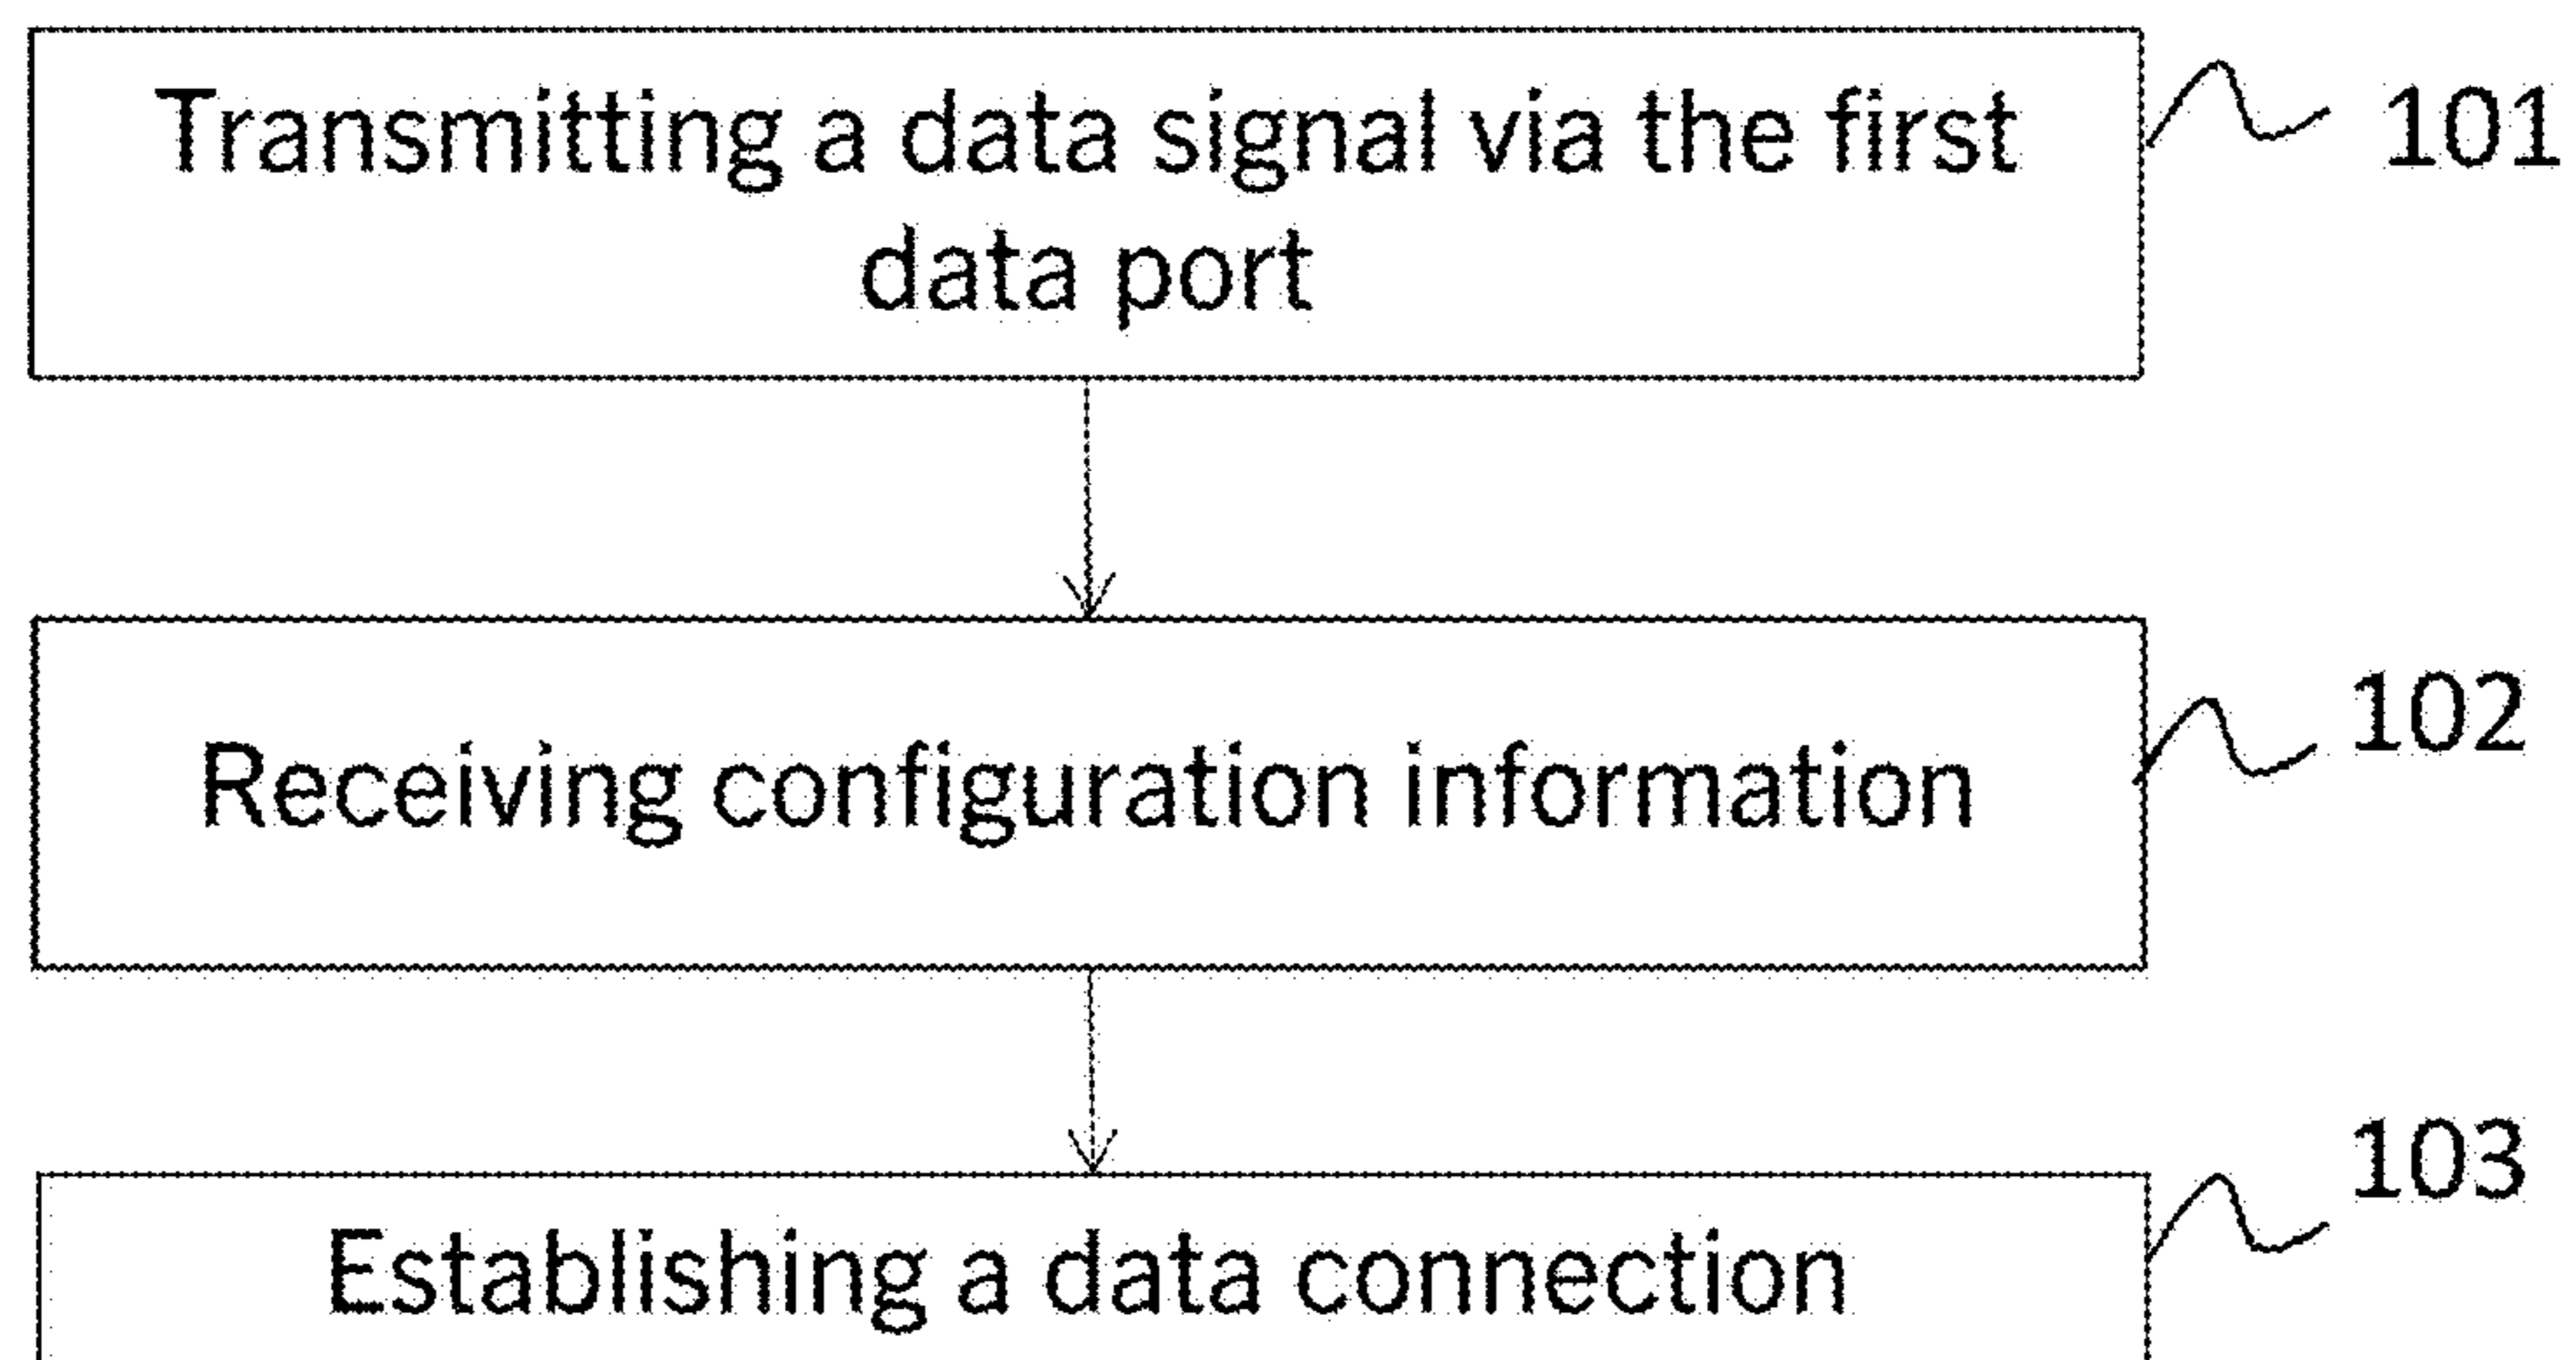 Transmitting a data signal via the first
data port
101
Receiving configuration information
102
Establishing a data connection
103